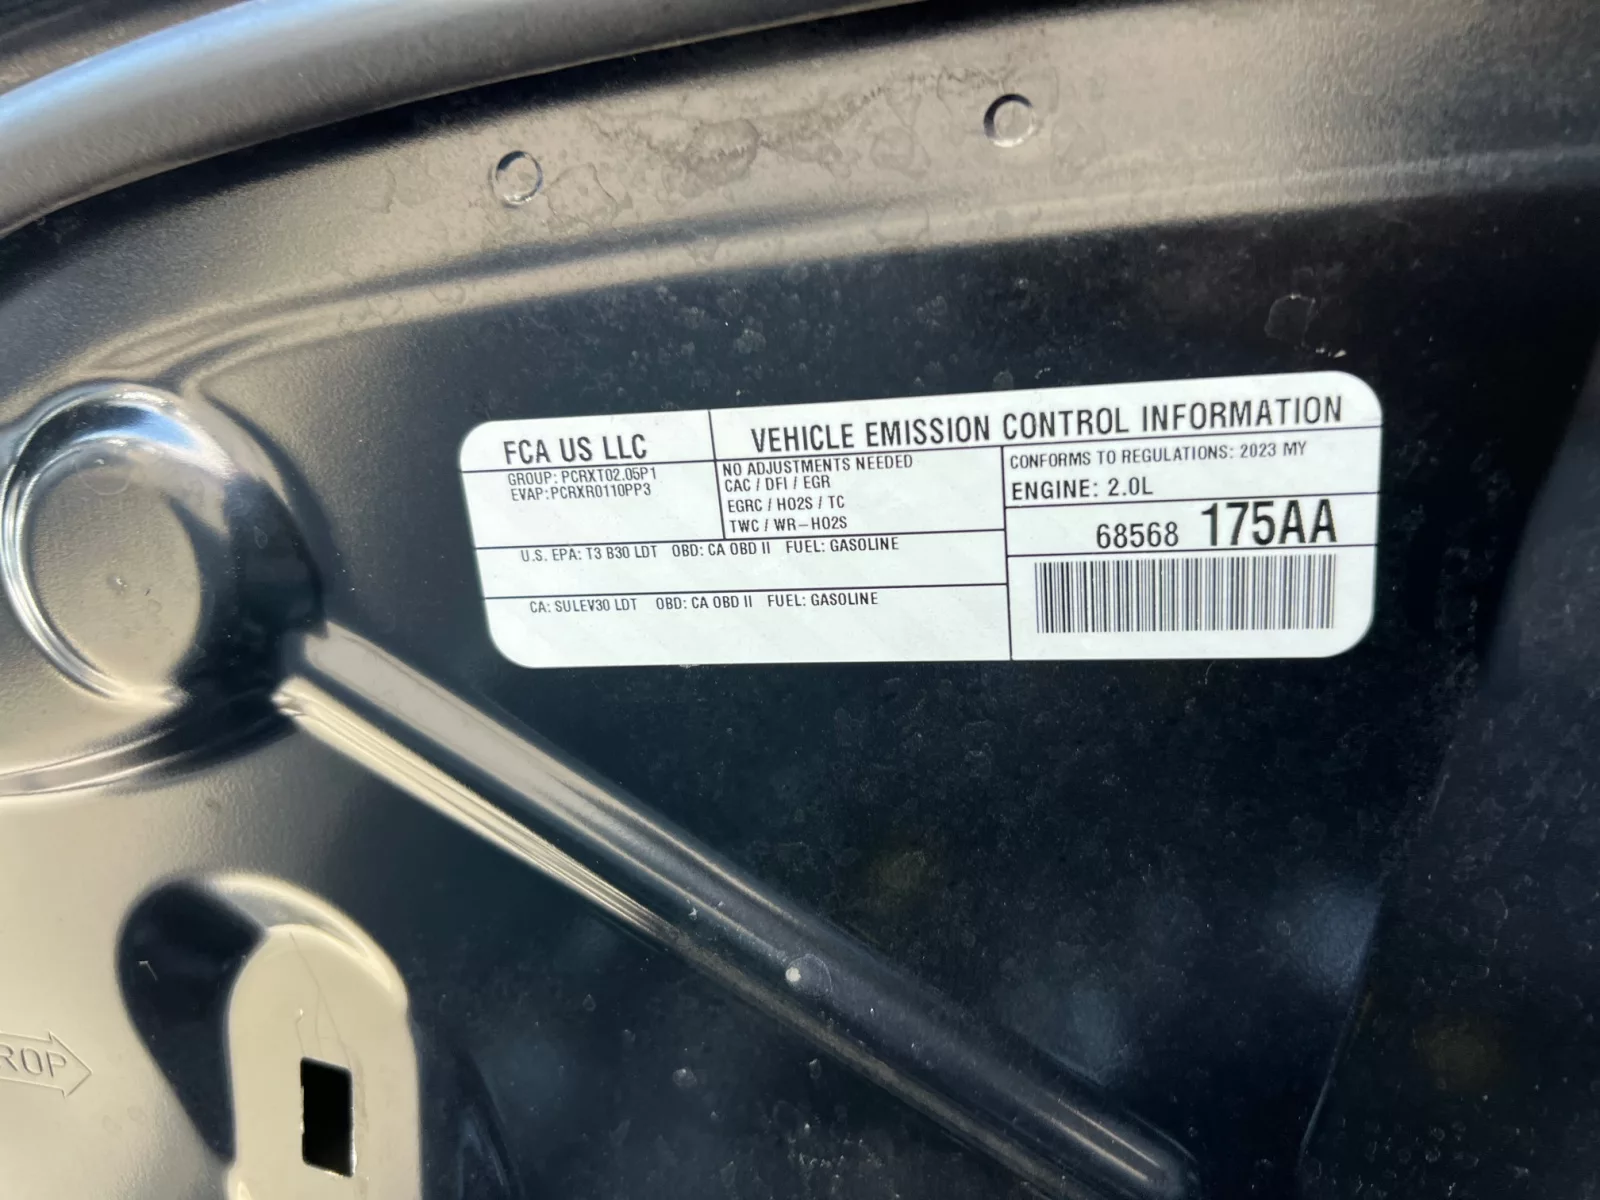 FCA US LLC
VEHICLE EMISSION CONTROL INFORMATION
GROUP: PCRXT02.05P1
EVAP:PCRXR0110PP3
NO ADJUSTMENTS NEEDED
CAC / DFI / EGR
EGRC / HO2S / TC
TWC / WR-HO2S
CONFORMS TO REGULATIONS: 2023 MY
ENGINE: 2.0L
68568 175AA
U.S. EPA: T3 B30 LDT OBD: CA OBD II FUEL: GASOLINE
CA: SULEV30 LDT OBD: CA OBD II FUEL: GASOLINE